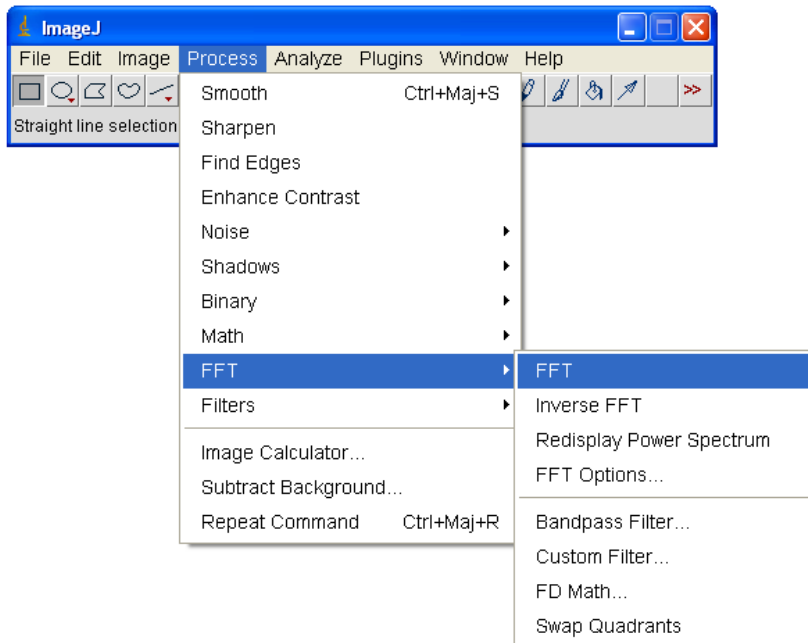 ImageJ
File Edit Image Process Analyze Plugins Window Help
>>
Straight line selection
Smooth Ctrl+Maj+S
Sharpen
Find Edges
Enhance Contrast
Noise
Shadows
Binary
Math
FFT
Filters
Image Calculator...
Subtract Background...
Repeat Command Ctrl+Maj+R
FFT
Inverse FFT
Redisplay Power Spectrum
FFT Options...
Bandpass Filter...
Custom Filter...
FD Math...
Swap Quadrants